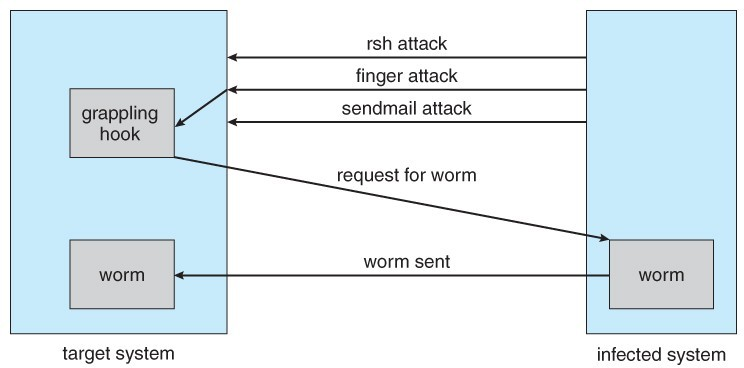 rsh attack
finger attack
sendmail attack
grappling
hook
request for worm
worm
worm sent
worm
target system
infected system